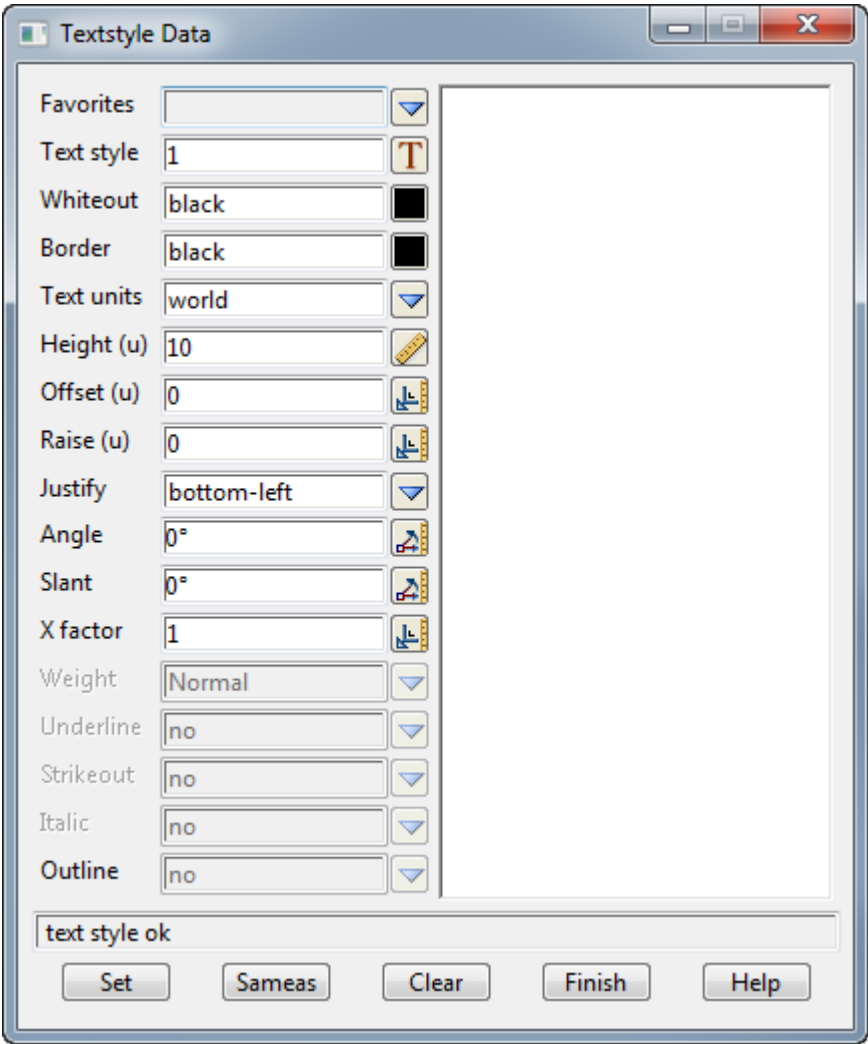 Textstyle Data
Favorites
Text style 1 T
Whiteout black
Border black
Text units world
Height (u) 10
Offset (u) 0
Raise (u) 0
Justify bottom-left
Angle 0°
Slant 0°
X factor 1
Weight Normal
Underline no
Strikeout no
Italic no
Outline no
text style ok
Set Sameas Clear Finish Help